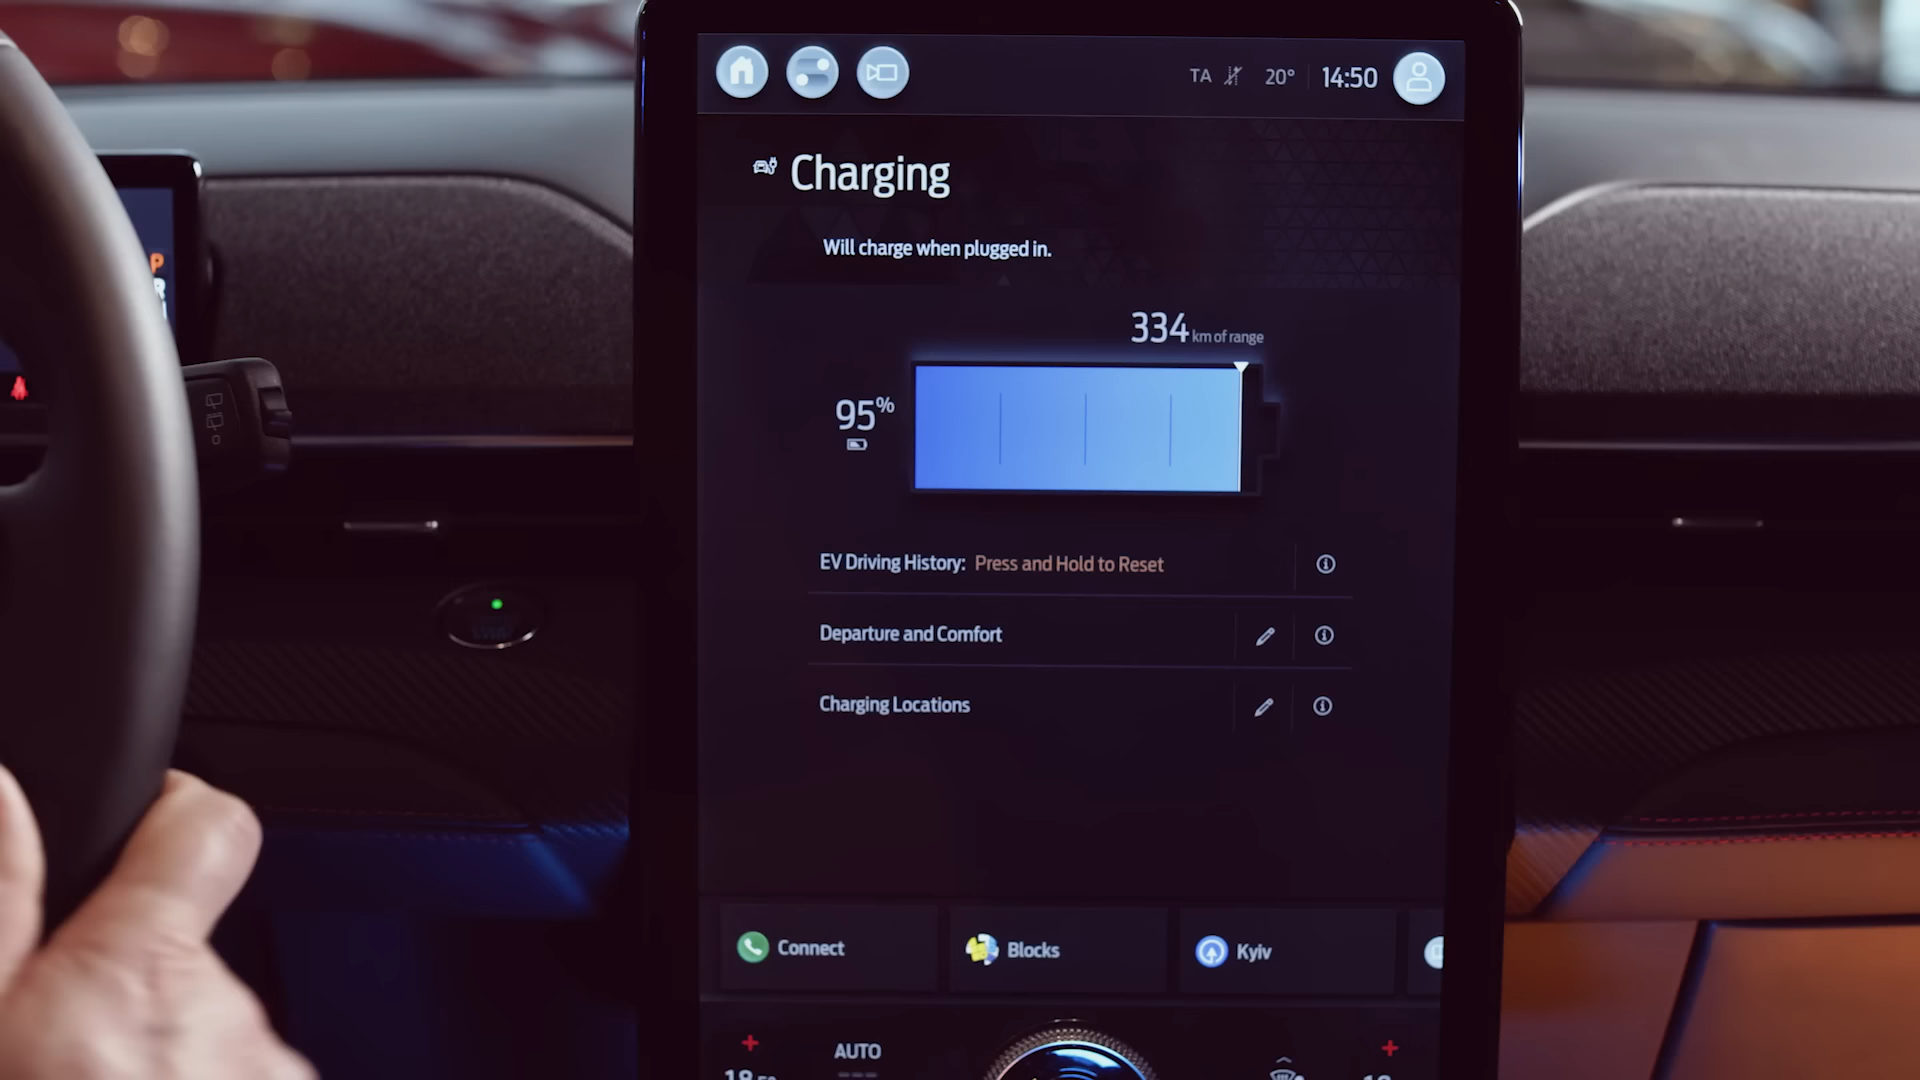 TA 20° 14:50
Charging
Will charge when plugged in.
334 km of range
95%
EV Driving History: Press and Hold to Reset
Departure and Comfort
Charging Locations
Connect
Blocks
Kyiv
AUTO
P
R